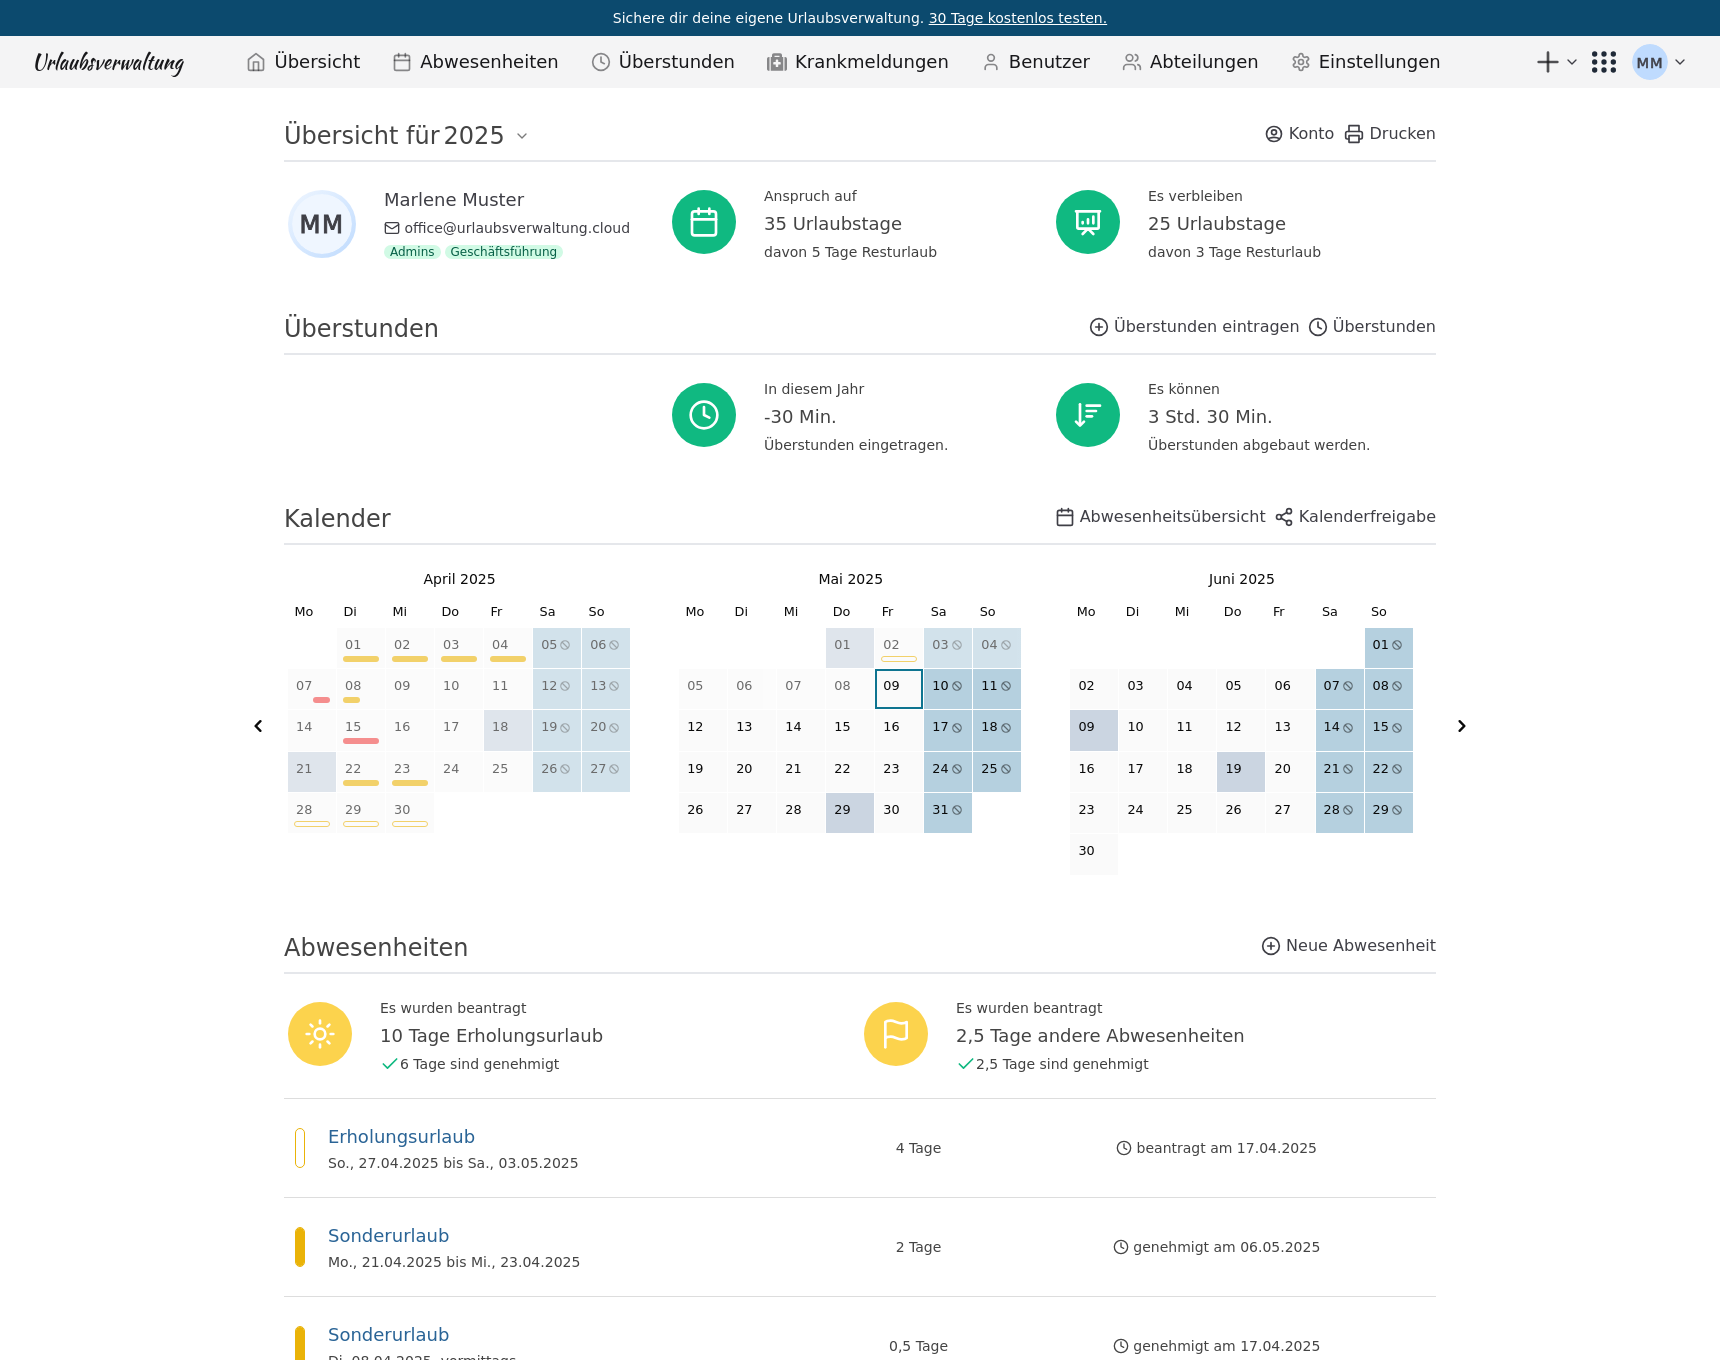 Sichere dir deine eigene Urlaubsverwaltung. 30 Tage kostenlos testen.
Urlaubsverwaltung Übersicht Abwesenheiten Überstunden Krankmeldungen Benutzer Abteilungen Einstellungen MM
Übersicht für 2025 Konto Drucken
MM
Marlene Muster
office@urlaubsverwaltung.cloud
Admins Geschäftsführung
Anspruch auf
35 Urlaubstage
davon 5 Tage Resturlaub
Es verbleiben
25 Urlaubstage
davon 3 Tage Resturlaub
Überstunden Überstunden eintragen Überstunden
In diesem Jahr
-30 Min.
Überstunden eingetragen.
Es können
3 Std. 30 Min.
Überstunden abgebaut werden.
Kalender Abwesenheitsübersicht Kalenderfreigabe
April 2025
Mo Di Mi Do Fr Sa So
01 02 03 04 05 06
07 08 09 10 11 12 13
14 15 16 17 18 19 20
21 22 23 24 25 26 27
28 29 30
Mai 2025
Mo Di Mi Do Fr Sa So
01 02 03 04
05 06 07 08 09 10 11
12 13 14 15 16 17 18
19 20 21 22 23 24 25
26 27 28 29 30 31
Juni 2025
Mo Di Mi Do Fr Sa So
01
02 03 04 05 06 07 08
09 10 11 12 13 14 15
16 17 18 19 20 21 22
23 24 25 26 27 28 29
30
Abwesenheiten Neue Abwesenheit
Es wurden beantragt
10 Tage Erholungsurlaub
6 Tage sind genehmigt
Es wurden beantragt
2,5 Tage andere Abwesenheiten
2,5 Tage sind genehmigt
Erholungsurlaub
So., 27.04.2025 bis Sa., 03.05.2025
4 Tage
beantragt am 17.04.2025
Sonderurlaub
Mo., 21.04.2025 bis Mi., 23.04.2025
2 Tage
genehmigt am 06.05.2025
Sonderurlaub
Di., 08.04.2025, vormittags
0,5 Tage
genehmigt am 17.04.2025